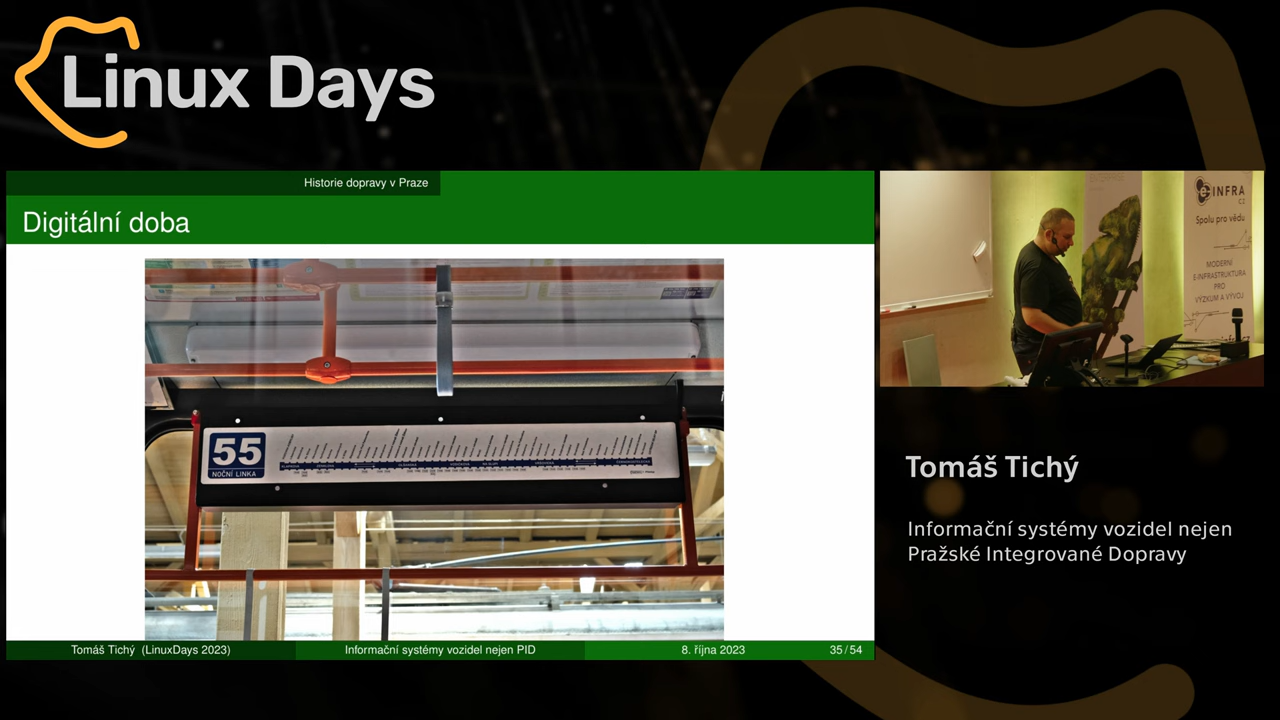 Linux Days
Historie dopravy v Praze
Digitální doba
55
NOČNÍ LINKA
Tomáš Tichý (LinuxDays 2023)
Informační systémy vozidel nejen PID
8. října 2023
35 / 54
e-INFRA
CZ
Spolu pro vědu
MODERNÍ
E-INFRASTRUKTURA
PRO
VÝZKUM A VÝVOJ
Tomáš Tichý
Informační systémy vozidel nejen
Pražské Integrované Dopravy